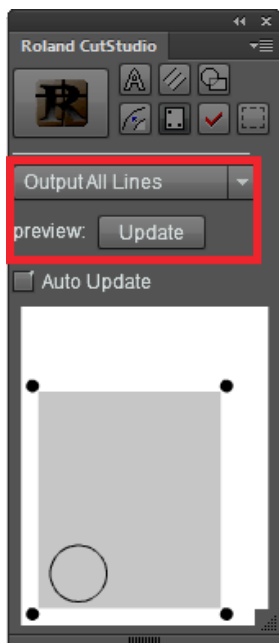 Roland CutStudio
Output All Lines
preview: Update
Auto Update